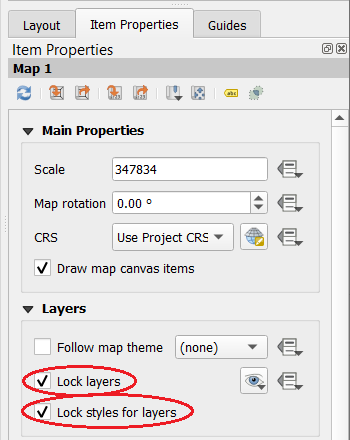 Layout Item Properties Guides
Item Properties
Map 1
abc
Main Properties
Scale 347834
Map rotation 0.00 °
CRS Use Project CRS
Draw map canvas items
Layers
Follow map theme (none)
Lock layers
Lock styles for layers